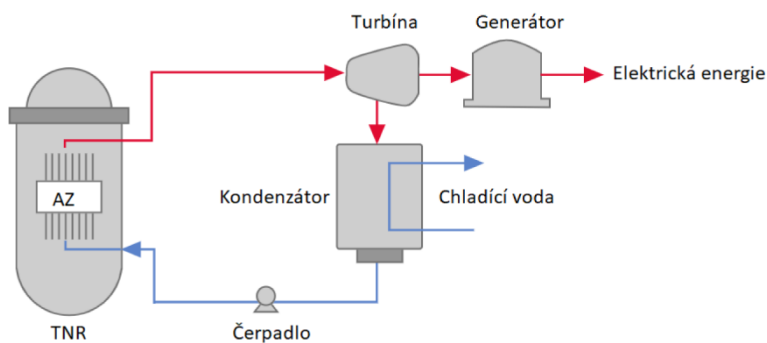 Turbína
Generátor
Elektrická energie
AZ
Kondenzátor
Chladící voda
TNR
Čerpadlo